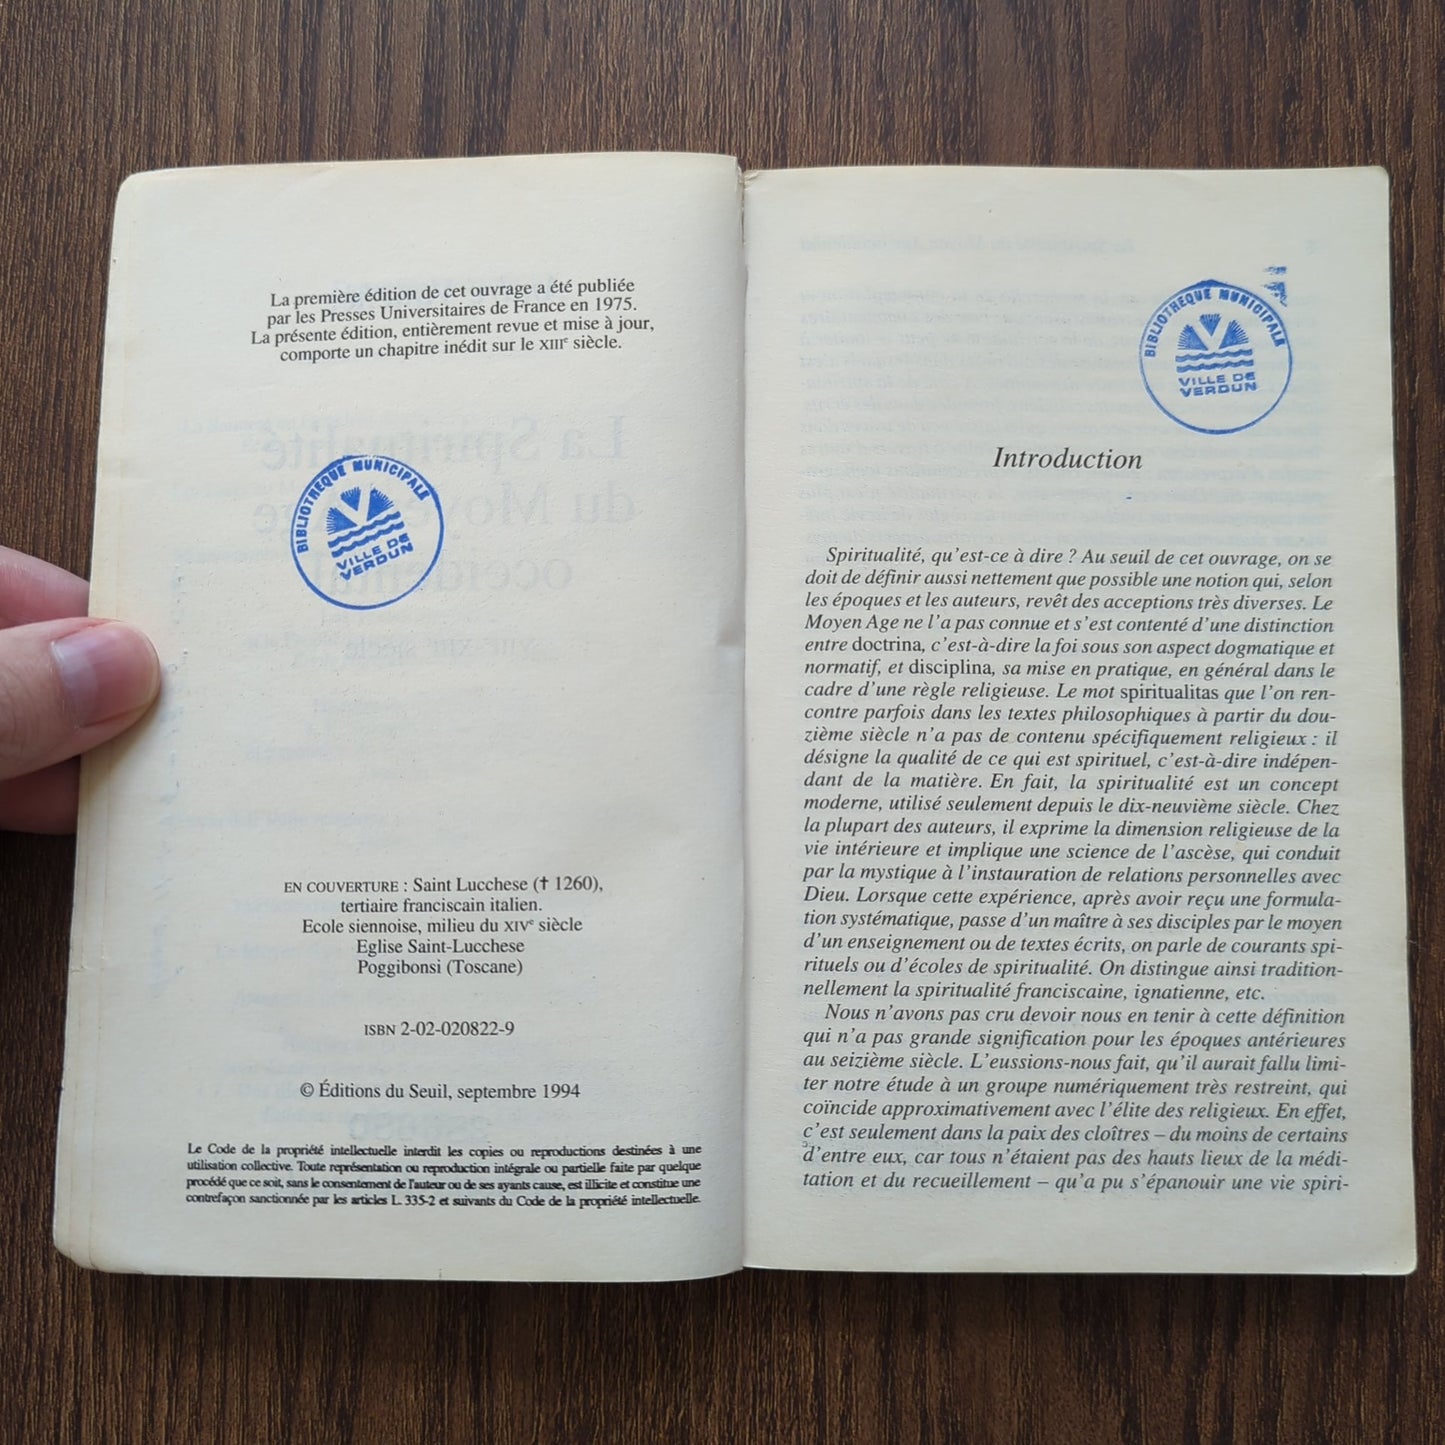 La première édition de cet ouvrage a été publiée
par les Presses Universitaires de France en 1975.
La présente édition, entièrement revue et mise à jour,
comporte un chapitre inédit sur le XIIIe siècle.
BIBLIOTHEQUE MUNICIPALE
VILLE DE
VERDUN
EN COUVERTURE : Saint Lucchese († 1260),
tertiaire franciscain italien.
Ecole siennoise, milieu du XIVe siècle
Eglise Saint-Lucchese
Poggibonsi (Toscane)
ISBN 2-02-020822-9
© Éditions du Seuil, septembre 1994
Le Code de la propriété intellectuelle interdit les copies ou reproductions destinées à une
utilisation collective. Toute représentation ou reproduction intégrale ou partielle faite par quelque
procédé que ce soit, sans le consentement de l'auteur ou de ses ayants cause, est illicite et constitue une
contrefaçon sanctionnée par les articles L. 335-2 et suivants du Code de la propriété intellectuelle.
BIBLIOTHEQUE MUNICIPALE
VILLE DE
VERDUN
Introduction
Spiritualité, qu'est-ce à dire ? Au seuil de cet ouvrage, on se
doit de définir aussi nettement que possible une notion qui, selon
les époques et les auteurs, revêt des acceptions très diverses. Le
Moyen Age ne l'a pas connue et s'est contenté d'une distinction
entre doctrina, c'est-à-dire la foi sous son aspect dogmatique et
normatif, et disciplina, sa mise en pratique, en général dans le
cadre d'une règle religieuse. Le mot spiritualitas que l'on ren-
contre parfois dans les textes philosophiques à partir du dou-
zième siècle n'a pas de contenu spécifiquement religieux : il
désigne la qualité de ce qui est spirituel, c'est-à-dire indépen-
dant de la matière. En fait, la spiritualité est un concept
moderne, utilisé seulement depuis le dix-neuvième siècle. Chez
la plupart des auteurs, il exprime la dimension religieuse de la
vie intérieure et implique une science de l'ascèse, qui conduit
par la mystique à l'instauration de relations personnelles avec
Dieu. Lorsque cette expérience, après avoir reçu une formula-
tion systématique, passe d'un maître à ses disciples par le moyen
d'un enseignement ou de textes écrits, on parle de courants spi-
rituels ou d'écoles de spiritualité. On distingue ainsi tradition-
nellement la spiritualité franciscaine, ignatienne, etc.
Nous n'avons pas cru devoir nous en tenir à cette définition
qui n'a pas grande signification pour les époques antérieures
au seizième siècle. L'eussions-nous fait, qu'il aurait fallu limi-
ter notre étude à un groupe numériquement très restreint, qui
coïncide approximativement avec l'élite des religieux. En effet,
c'est seulement dans la paix des cloîtres – du moins de certains
d'entre eux, car tous n'étaient pas des hauts lieux de la médi-
tation et du recueillement – qu'a pu s'épanouir une vie spiri-